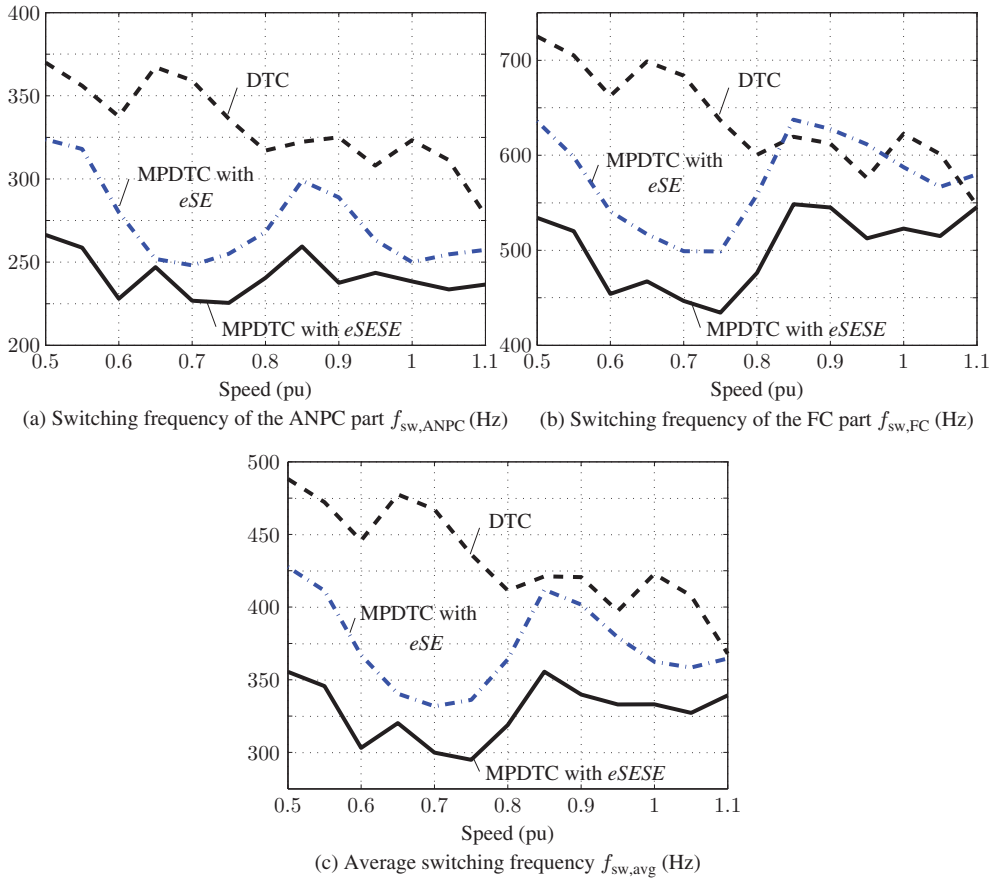 400
350
300
250
200
DTC
MPDTC with
eSE
MPDTC with eSESE
0.5 0.6 0.7 0.8 0.9 1 1.1
Speed (pu)
(a) Switching frequency of the ANPC part fsw,ANPC (Hz)
700
600
500
400
DTC
MPDTC with
eSE
MPDTC with eSESE
0.5 0.6 0.7 0.8 0.9 1 1.1
Speed (pu)
(b) Switching frequency of the FC part fsw,FC (Hz)
500
450
400
350
300
DTC
MPDTC with
eSE
MPDTC with eSESE
0.5 0.6 0.7 0.8 0.9 1 1.1
Speed (pu)
(c) Average switching frequency fsw,avg (Hz)